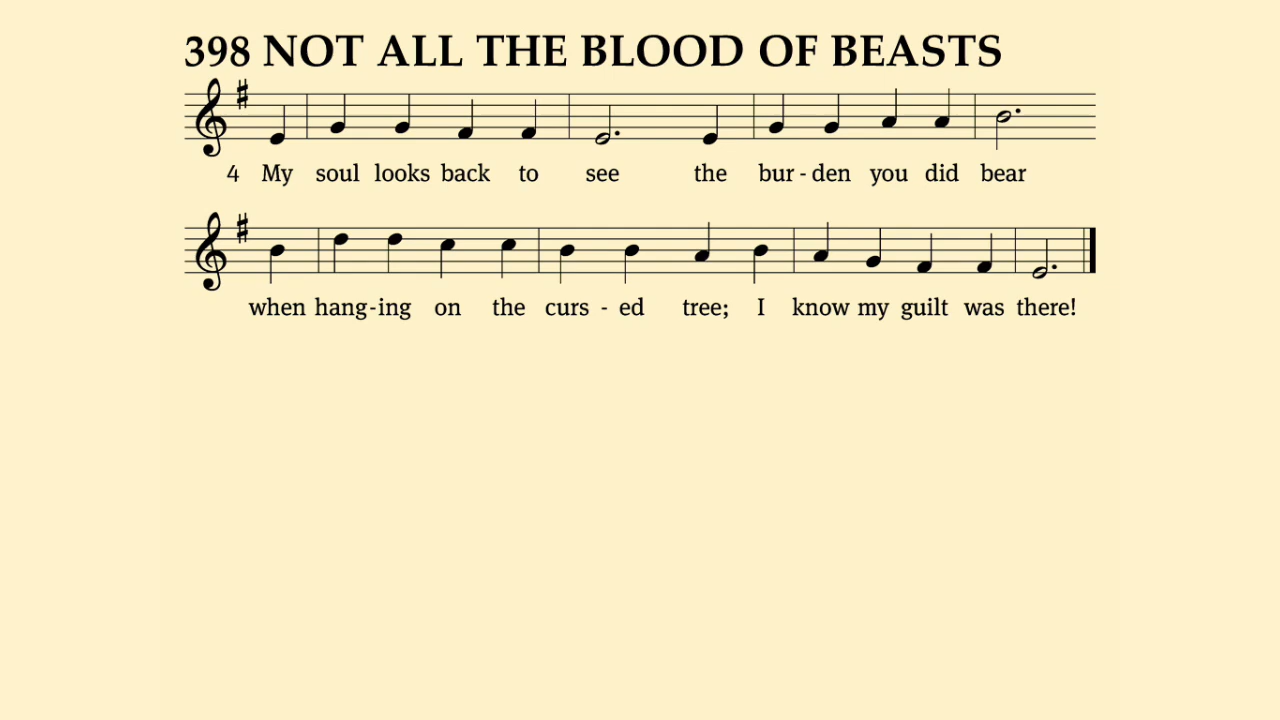 398 NOT ALL THE BLOOD OF BEASTS
4 My soul looks back to see the bur - den you did bear
when hang - ing on the curs - ed tree; I know my guilt was there!